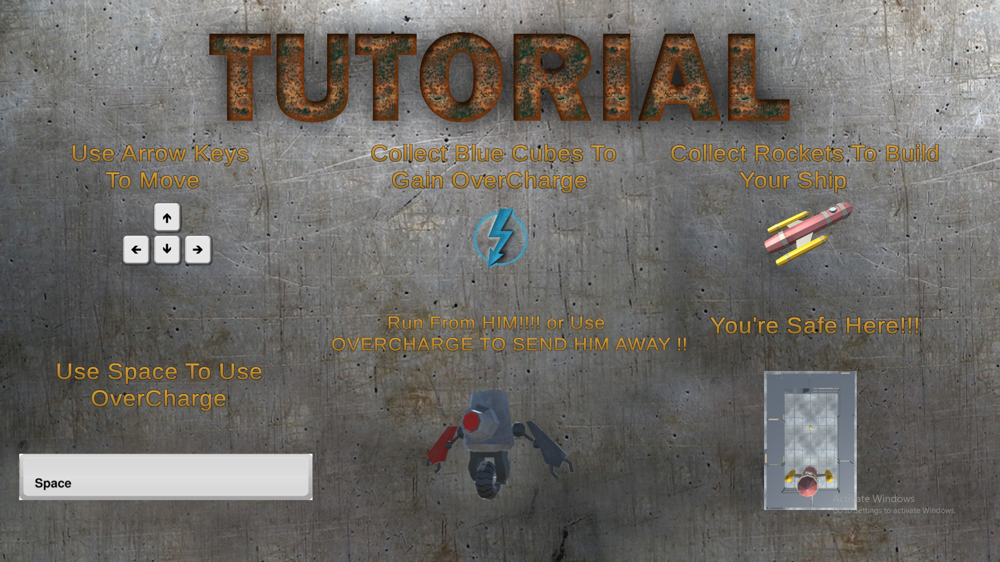 TUTORIAL
Use Arrow Keys
To Move
Collect Blue Cubes To
Gain OverCharge
Collect Rockets To Build
Your Ship
Run From HIM!!!! or Use
OVERCHARGE TO SEND HIM AWAY !!
You're Safe Here!!!
Use Space To Use
OverCharge
Space
Activate Windows
Go to Settings to activate Windows.